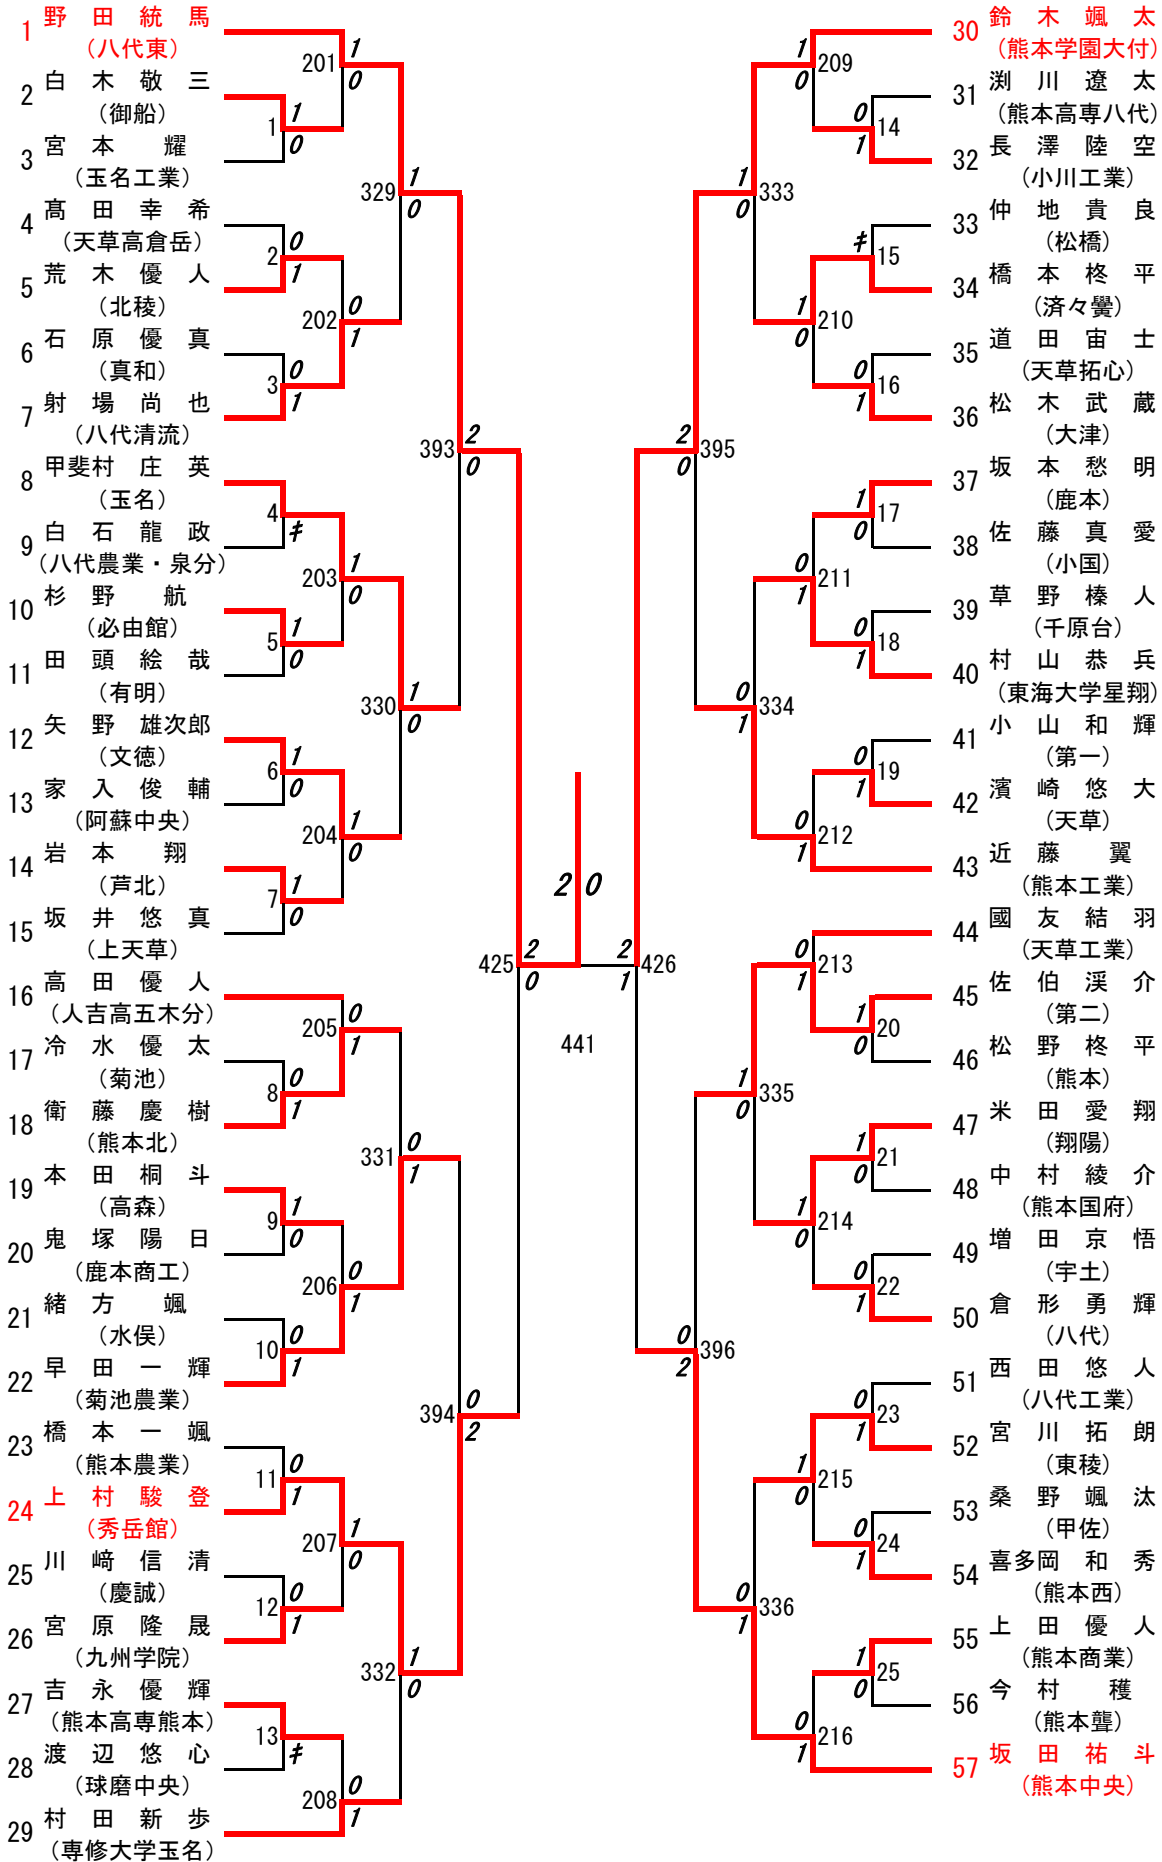 1 野田統馬
(八代東)
2 白木敬三
(御船)
3 宮本 耀
(玉名工業)
4 髙田幸希
(天草高倉岳)
5 荒木優人
(北稜)
6 石原優真
(真和)
7 射場尚也
(八代清流)
8 甲斐村 庄英
(玉名)
9 白石龍政
(八代農業・泉分)
10 杉野 航
(必由館)
11 田頭絵哉
(有明)
12 矢野 雄次郎
(文徳)
13 家入俊輔
(阿蘇中央)
14 岩本 翔
(芦北)
15 坂井悠真
(上天草)
16 高田優人
(人吉高五木分)
17 冷水優太
(菊池)
18 衛藤慶樹
(熊本北)
19 本田桐斗
(高森)
20 鬼塚陽日
(鹿本商工)
21 緒方 颯
(水俣)
22 早田一輝
(菊池農業)
23 橋本一颯
(熊本農業)
24 上村駿登
(秀岳館)
25 川﨑信清
(慶誠)
26 宮原隆晟
(九州学院)
27 吉永優輝
(熊本高専熊本)
28 渡辺悠心
(球磨中央)
29 村田新歩
(専修大学玉名)
201 1 0
1 1 0
329 1 0
2 0 1
202 0 1
3 0 1
393 2 0
4 キ
203 1 0
5 1 0
330 1 0
6 1 0
204 1 0
7 1 0
425 2 0
205 0 1
8 0 1
331 0 1
9 1 0
206 0 1
10 0 1
394 0 2
11 0 1
207 1 0
12 0 1
332 1 0
13 キ
208 0 1
2 0
441
1 0 209
0 1 14
1 0 333
キ 15
1 0 210
0 1 16
2 0 395
1 0 17
0 1 211
0 1 18
0 1 334
0 1 19
0 1 212
2 1 426
0 1 213
1 0 20
1 0 335
1 0 21
1 0 214
0 1 22
0 2 396
0 1 23
1 0 215
0 1 24
0 1 336
1 0 25
0 1 216
30 鈴木颯太
(熊本学園大付)
31 渕川遼太
(熊本高専八代)
32 長澤陸空
(小川工業)
33 仲地貴良
(松橋)
34 橋本柊平
(済々黌)
35 道田宙士
(天草拓心)
36 松木武蔵
(大津)
37 坂本愁明
(鹿本)
38 佐藤真愛
(小国)
39 草野榛人
(千原台)
40 村山恭兵
(東海大学星翔)
41 小山和輝
(第一)
42 濱崎悠大
(天草)
43 近藤 翼
(熊本工業)
44 國友結羽
(天草工業)
45 佐伯渓介
(第二)
46 松野柊平
(熊本)
47 米田愛翔
(翔陽)
48 中村綾介
(熊本国府)
49 増田京悟
(宇土)
50 倉形勇輝
(八代)
51 西田悠人
(八代工業)
52 宮川拓朗
(東稜)
53 桑野颯汰
(甲佐)
54 喜多岡 和秀
(熊本西)
55 上田優人
(熊本商業)
56 今村 穫
(熊本聾)
57 坂田祐斗
(熊本中央)